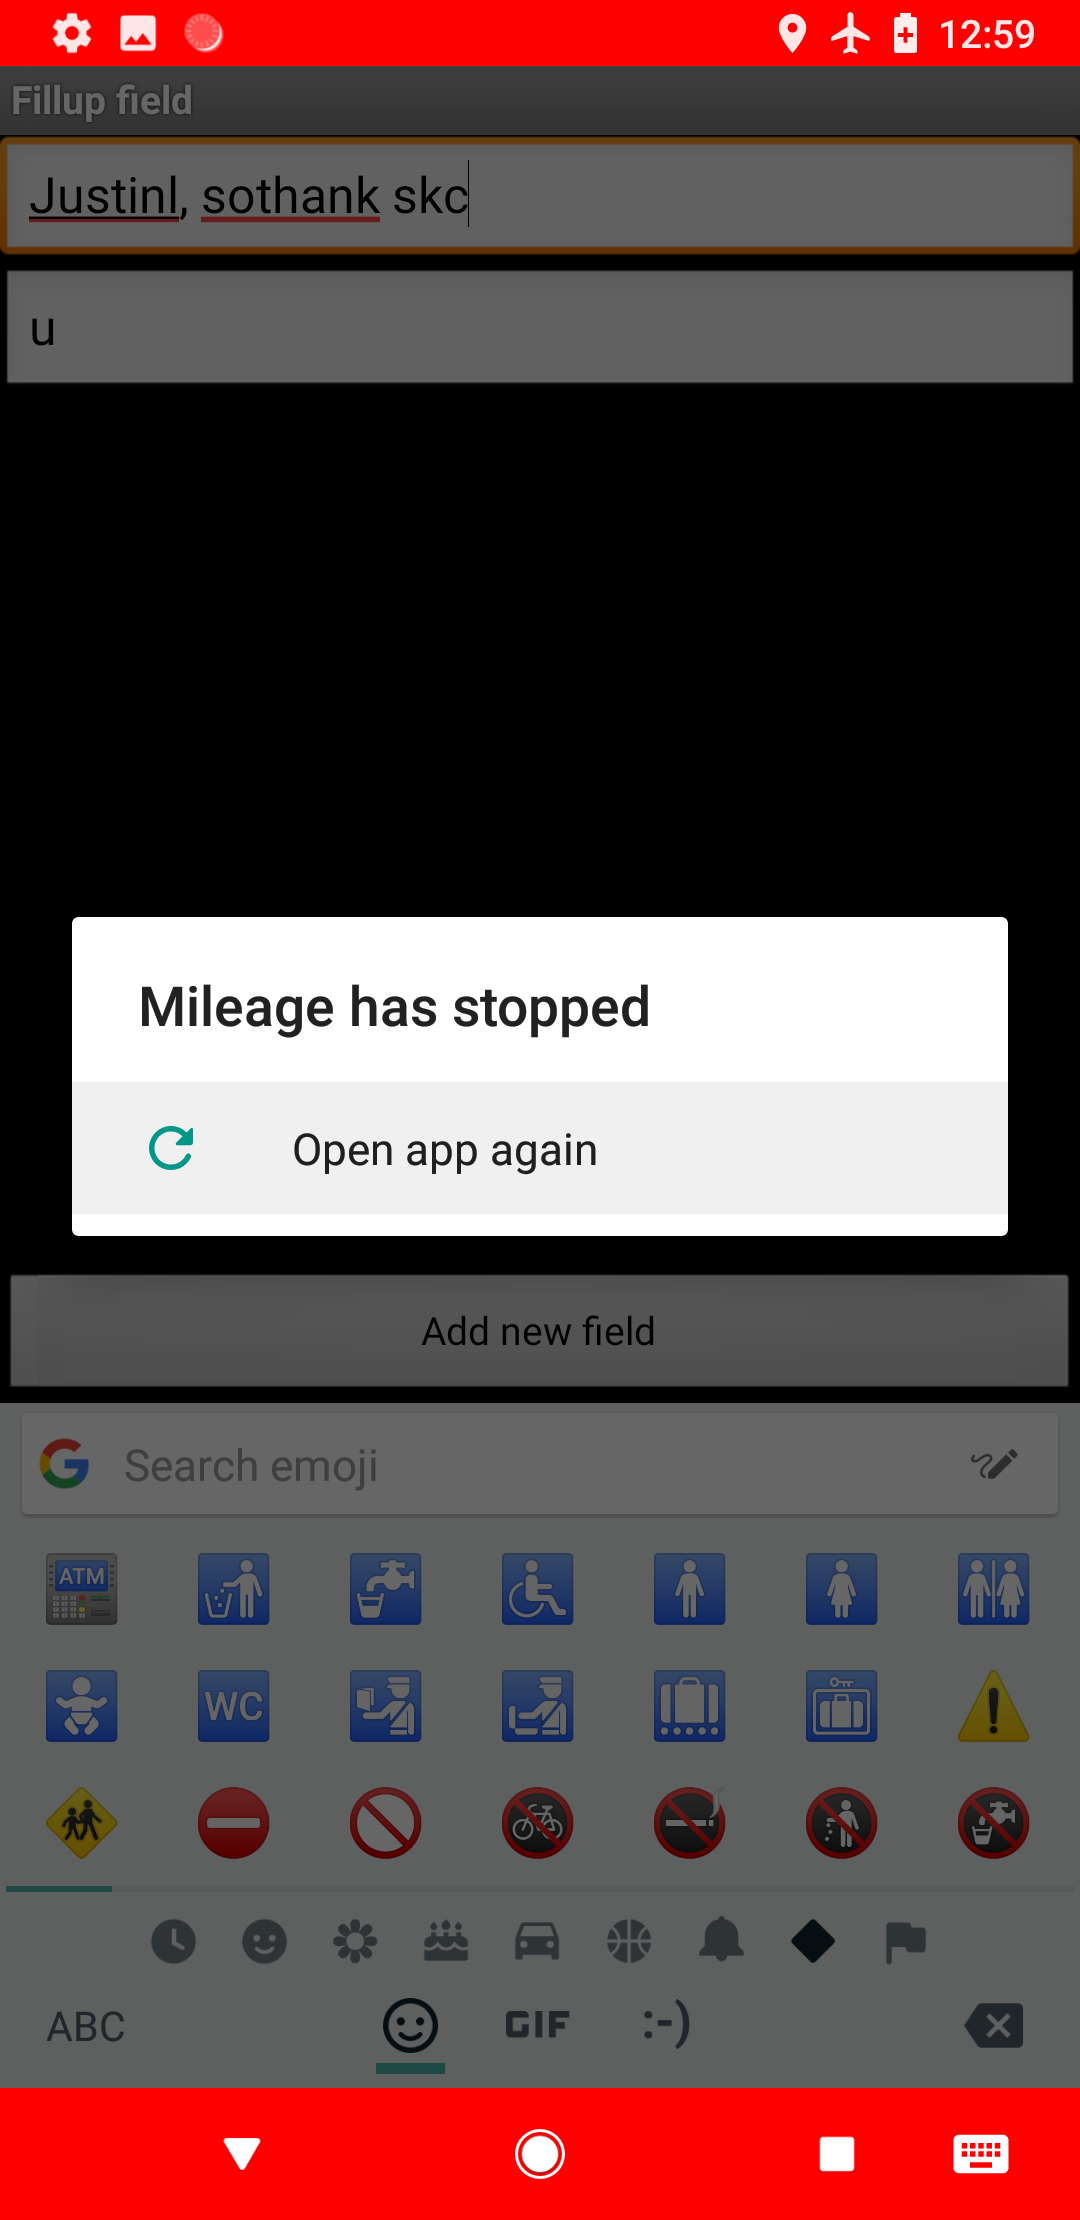 12:59
Fillup field
Justinl, sothank skc
u
Mileage has stopped
Open app again
Add new field
Search emoji
ATM
WC
ABC
GIF
:-)